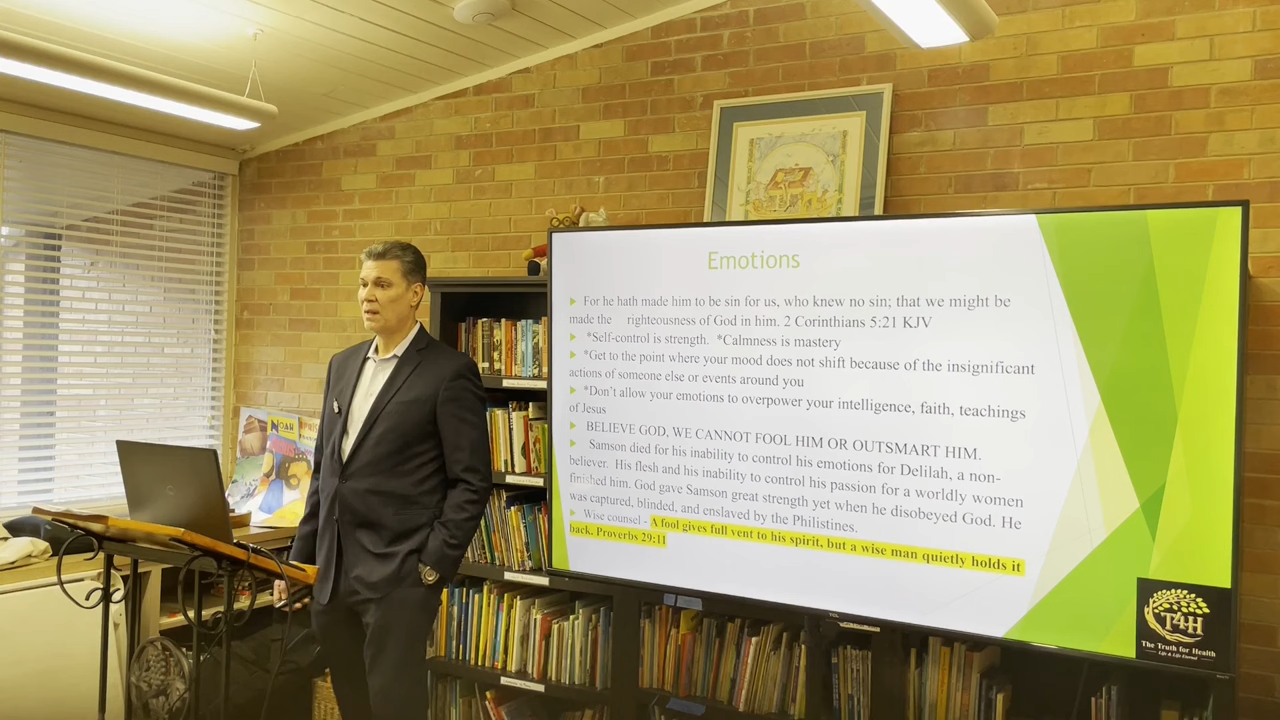 Emotions
For he hath made him to be sin for us, who knew no sin; that we might be
made the righteousness of God in him. 2 Corinthians 5:21 KJV
*Self-control is strength. *Calmness is mastery
*Get to the point where your mood does not shift because of the insignificant
actions of someone else or events around you
*Don't allow your emotions to overpower your intelligence, faith, teachings
of Jesus
BELIEVE GOD, WE CANNOT FOOL HIM OR OUTSMART HIM.
Samson died for his inability to control his emotions for Delilah, a non-
believer. His flesh and his inability to control his passion for a worldly women
finished him. God gave Samson great strength yet when he disobeyed God. He
was captured, blinded, and enslaved by the Philistines.
Wise counsel - A fool gives full vent to his spirit, but a wise man quietly holds it
back. Proverbs 29:11
T4H
The Truth for Health
Life & Life Eternal
TCL
NOAH